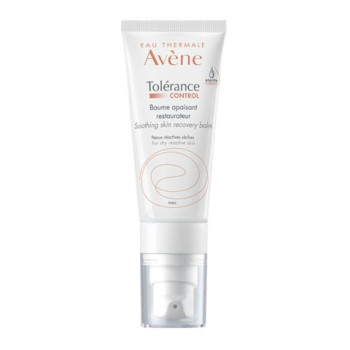 EAU THERMALE
Avène
Tolérance
CONTROL
Baume apaisant
restaurateur
Soothing skin recovery balm
Peaux réactives sèches
For dry reactive skin